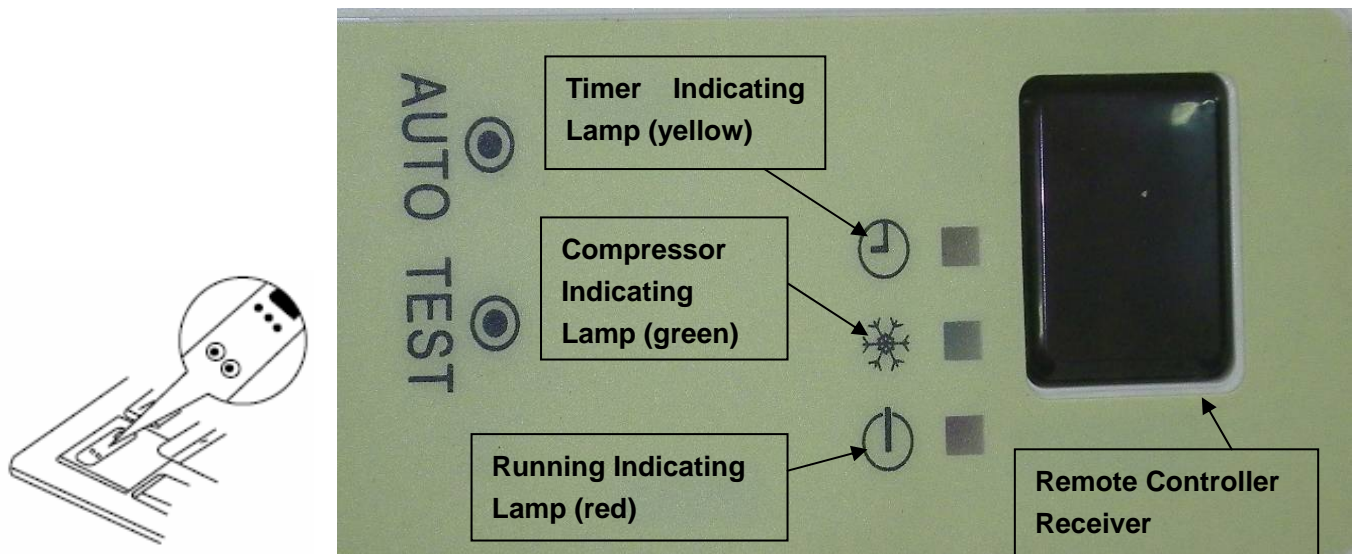 AUTO TEST
Timer Indicating
Lamp (yellow)
Compressor
Indicating
Lamp (green)
Running Indicating
Lamp (red)
Remote Controller
Receiver